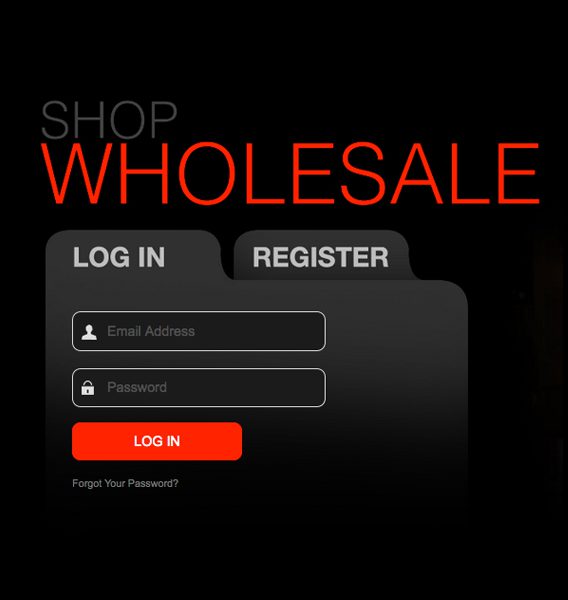 SHOP
WHOLESALE
LOG IN REGISTER
Email Address
Password
LOG IN
Forgot Your Password?